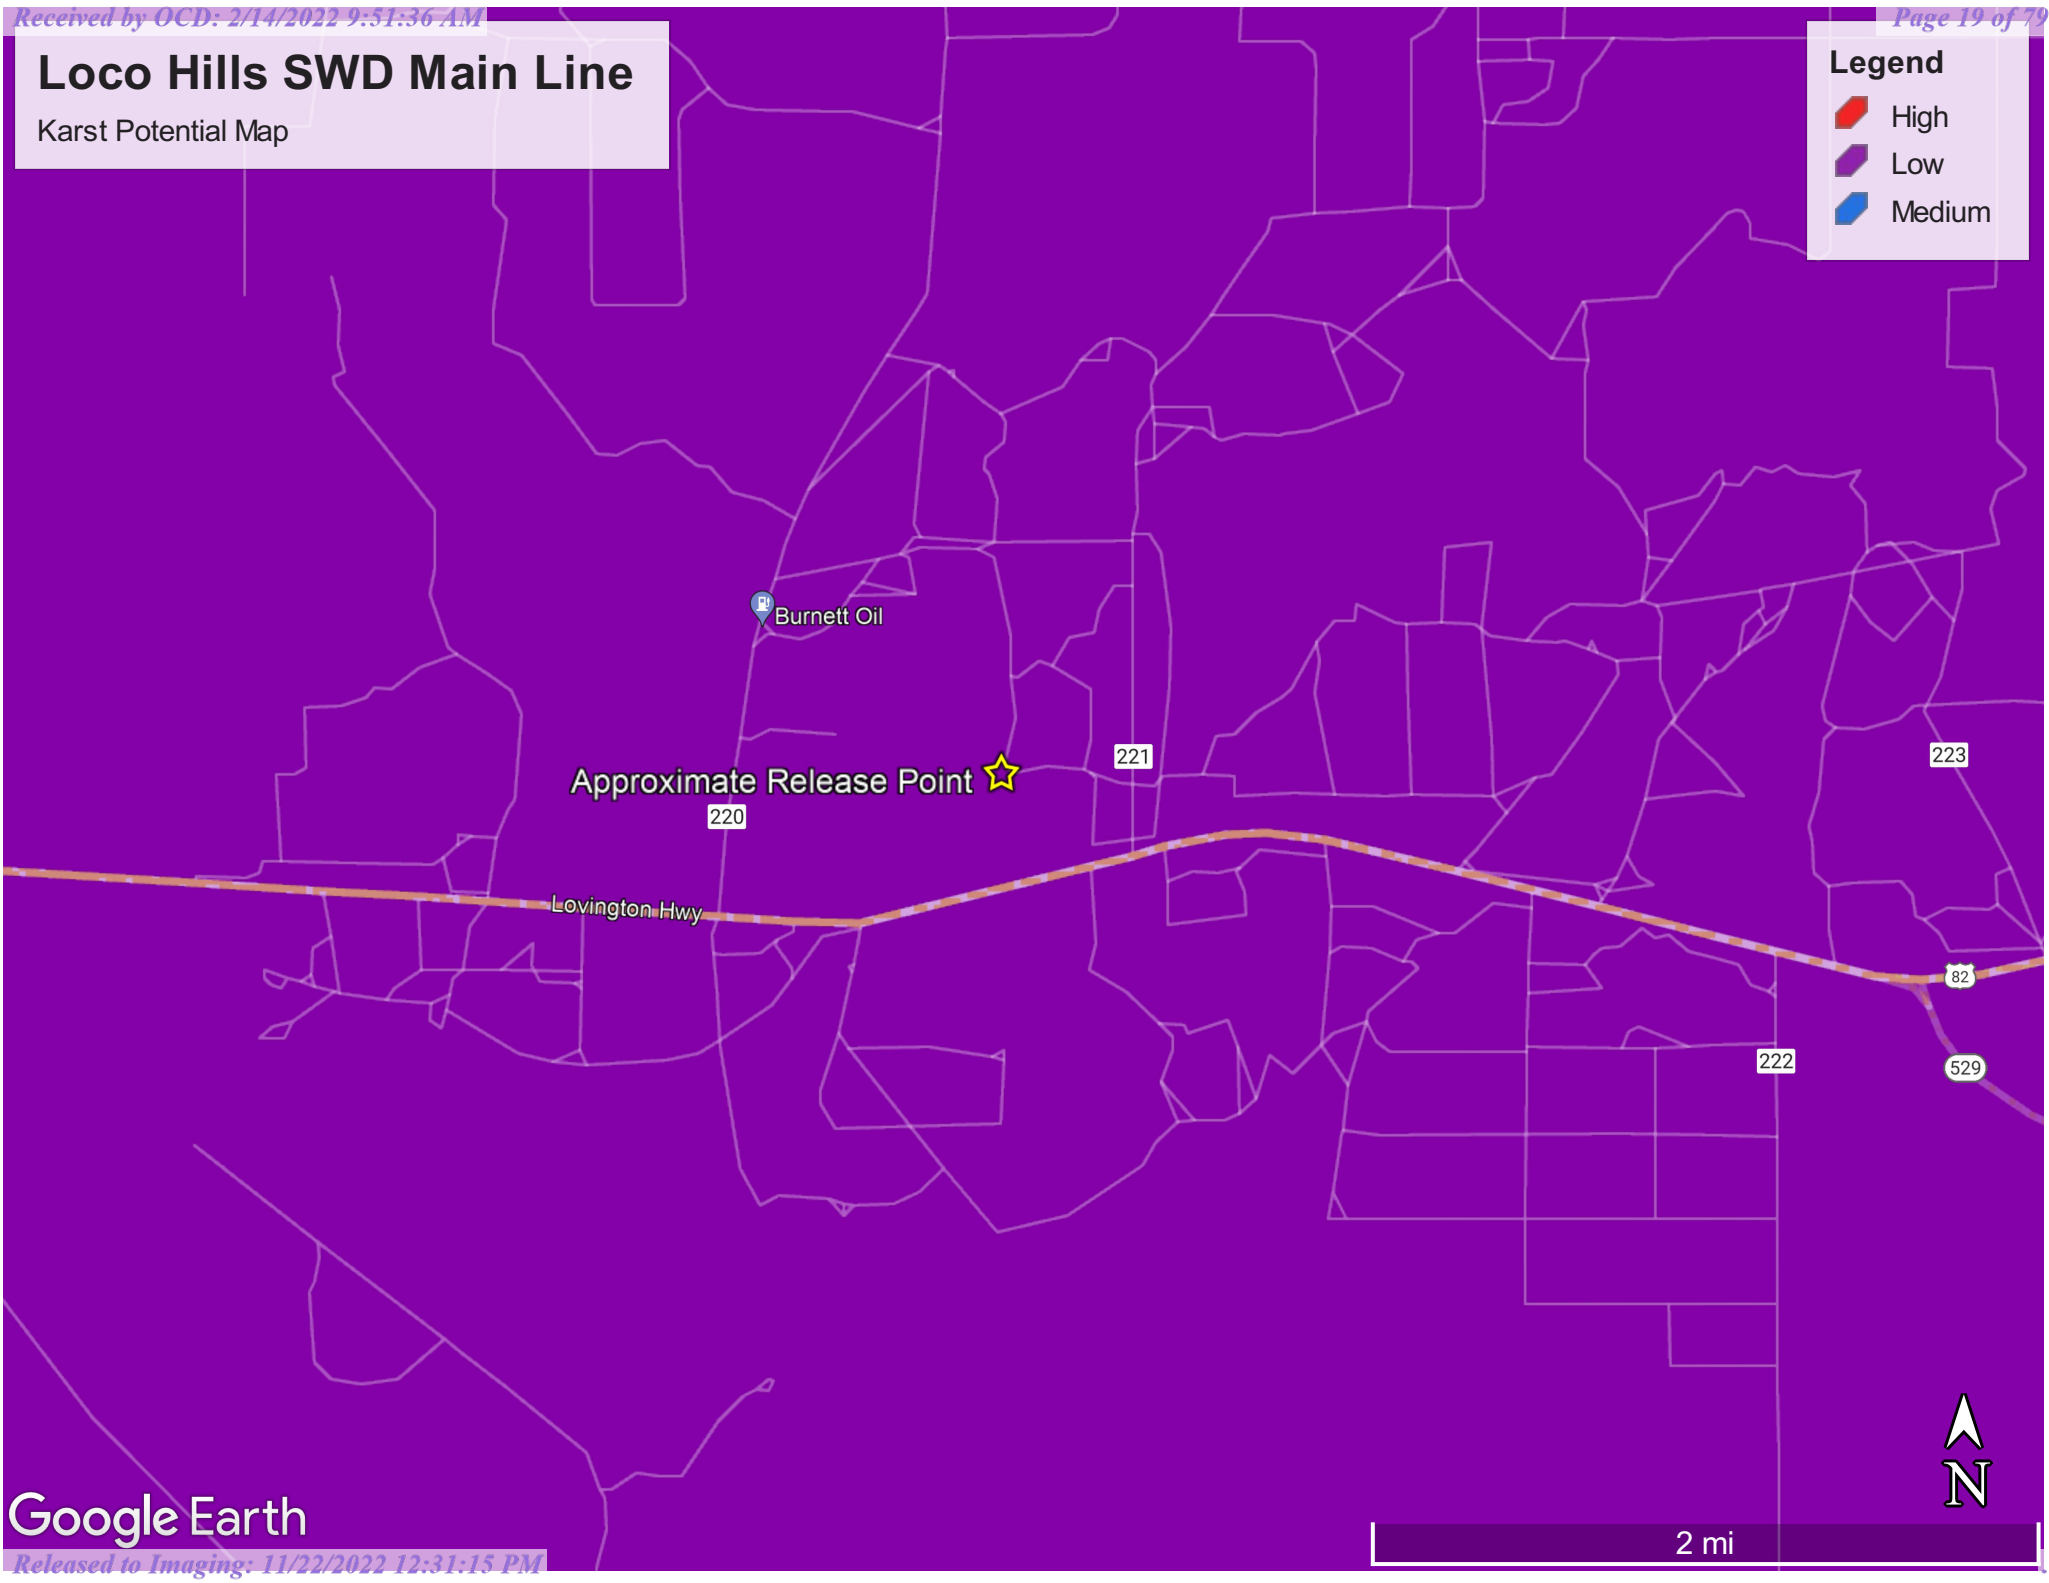 Received by OCD: 2/14/2022 9:51:36 AM
Page 19 of 79
Loco Hills SWD Main Line
Karst Potential Map
Legend
High
Low
Medium
Burnett Oil
221
223
Approximate Release Point
220
Lovington Hwy
82
222
529
N
Google Earth
2 mi
Released to Imaging: 11/22/2022 12:31:15 PM